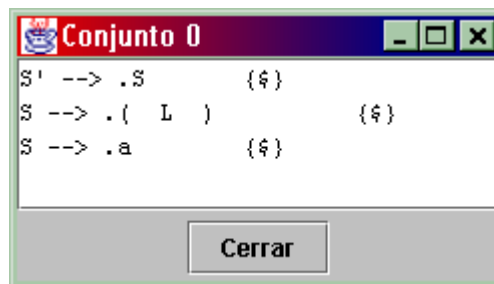 Conjunto 0
S' --> .S {$}
S --> .( L ) {$}
S --> .a {$}
Cerrar